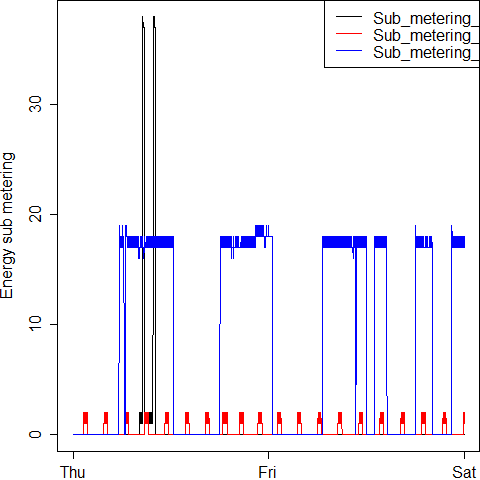 Sub_metering_
Sub_metering_
Sub_metering_
Energy sub metering
30
20
10
0
Thu
Fri
Sat